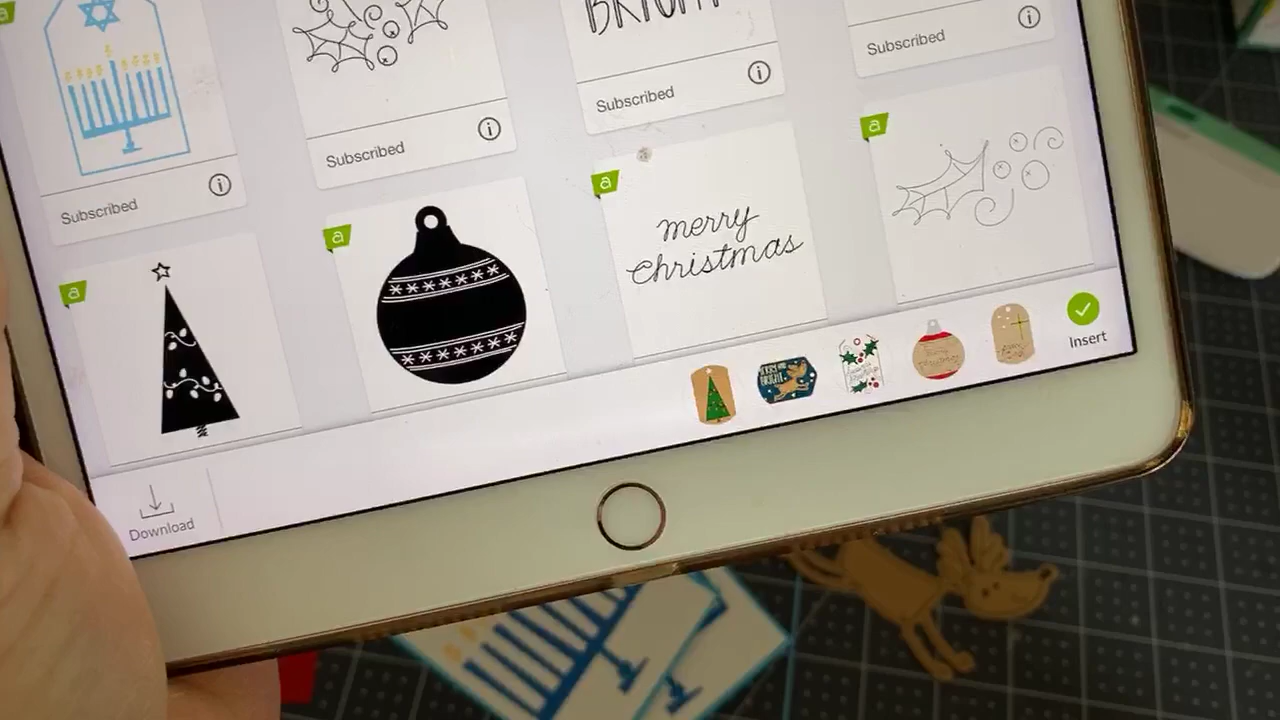 BRIGHT
Subscribed
Subscribed
Subscribed
Subscribed
a
a
a
a
merry
christmas
Insert
Download